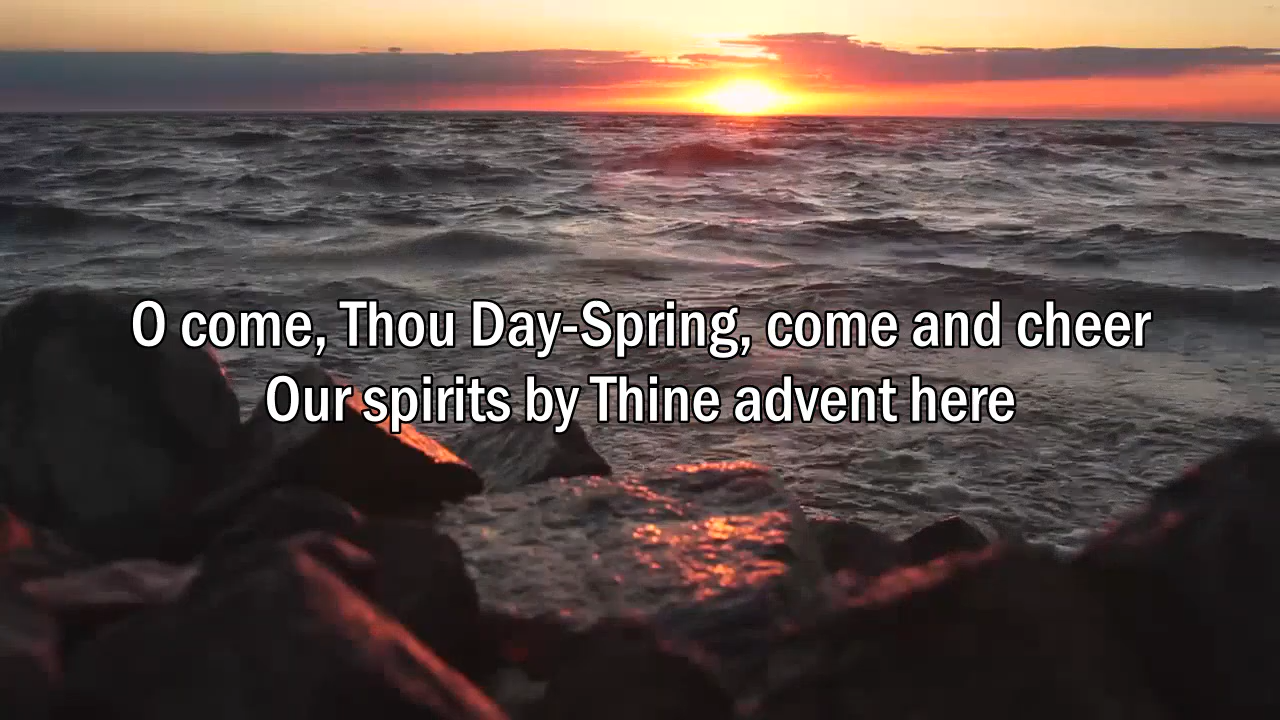 O come, Thou Day-Spring, come and cheer
Our spirits by Thine advent here